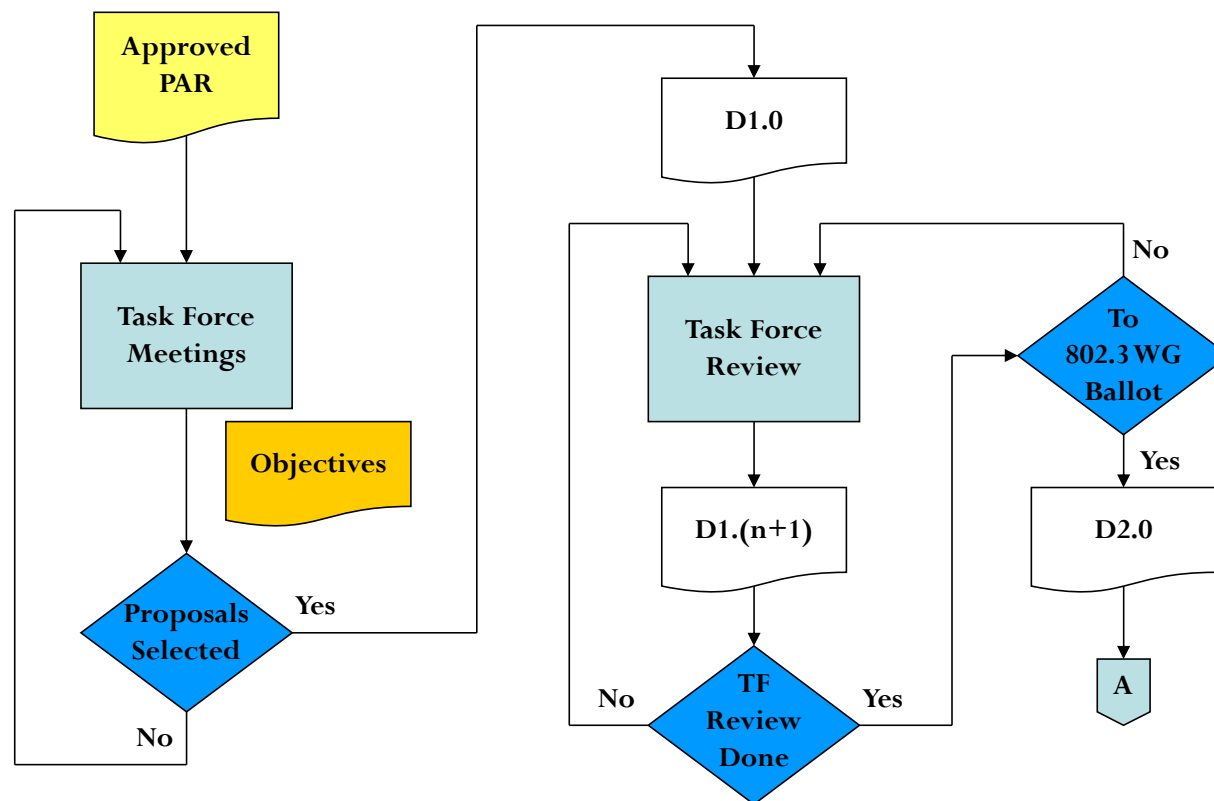 Approved
PAR
Task Force
Meetings
Objectives
Proposals
Selected
Yes
No
D1.0
Task Force
Review
D1.(n+1)
TF
Review
Done
No
Yes
To
802.3 WG
Ballot
No
Yes
D2.0
A